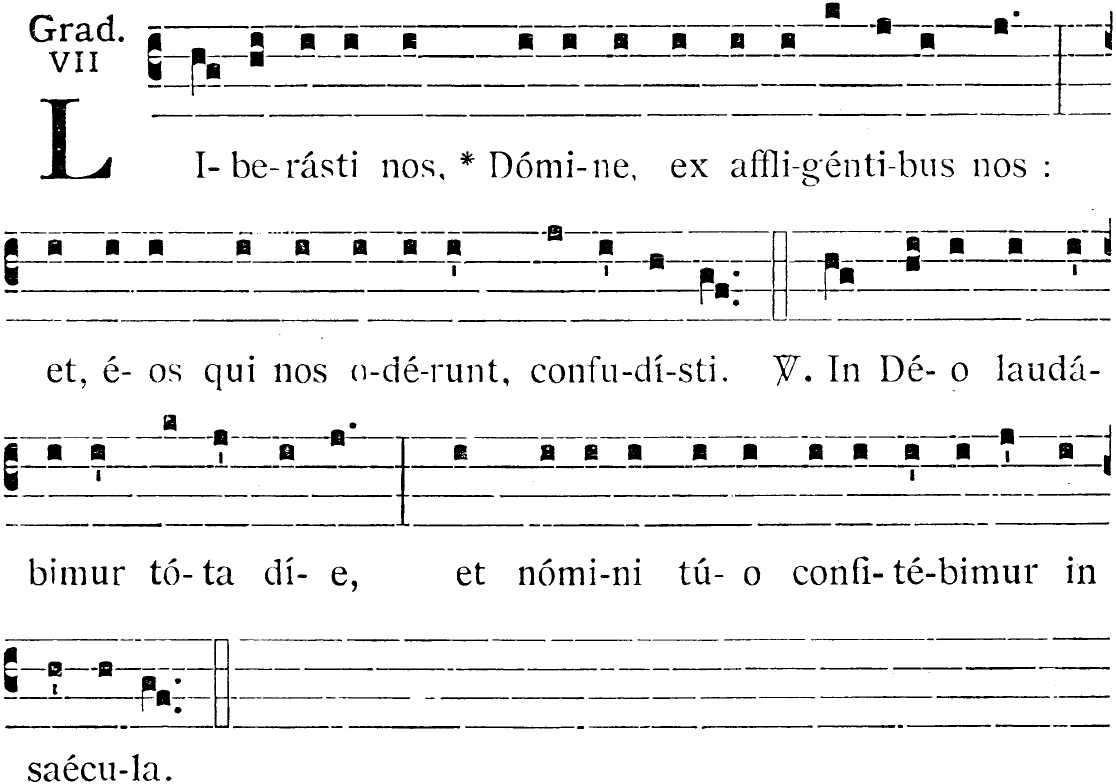 Grad.
VII
LI- be-rásti nos, * Dómi-ne, ex affli-génti-bus nos :
et, é- os qui nos o-dé-runt, confu-dí-sti. ℣. In Dé- o laudá-
bimur tó-ta dí- e, et nómi-ni tú- o confi-té-bimur in
saécu-la.